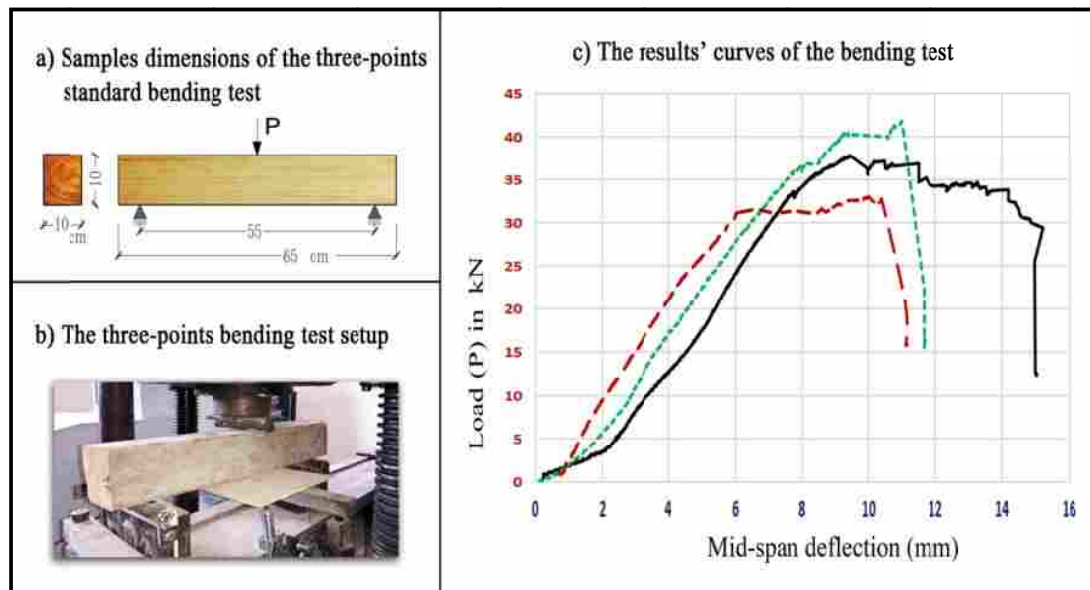 a) Samples dimensions of the three-points
standard bending test
P
10
10
cm
55
65 cm
b) The three-points bending test setup
c) The results' curves of the bending test
45
40
35
30
25
20
15
10
5
0
Load (P) in kN
0 2 4 6 8 10 12 14 16
Mid-span deflection (mm)